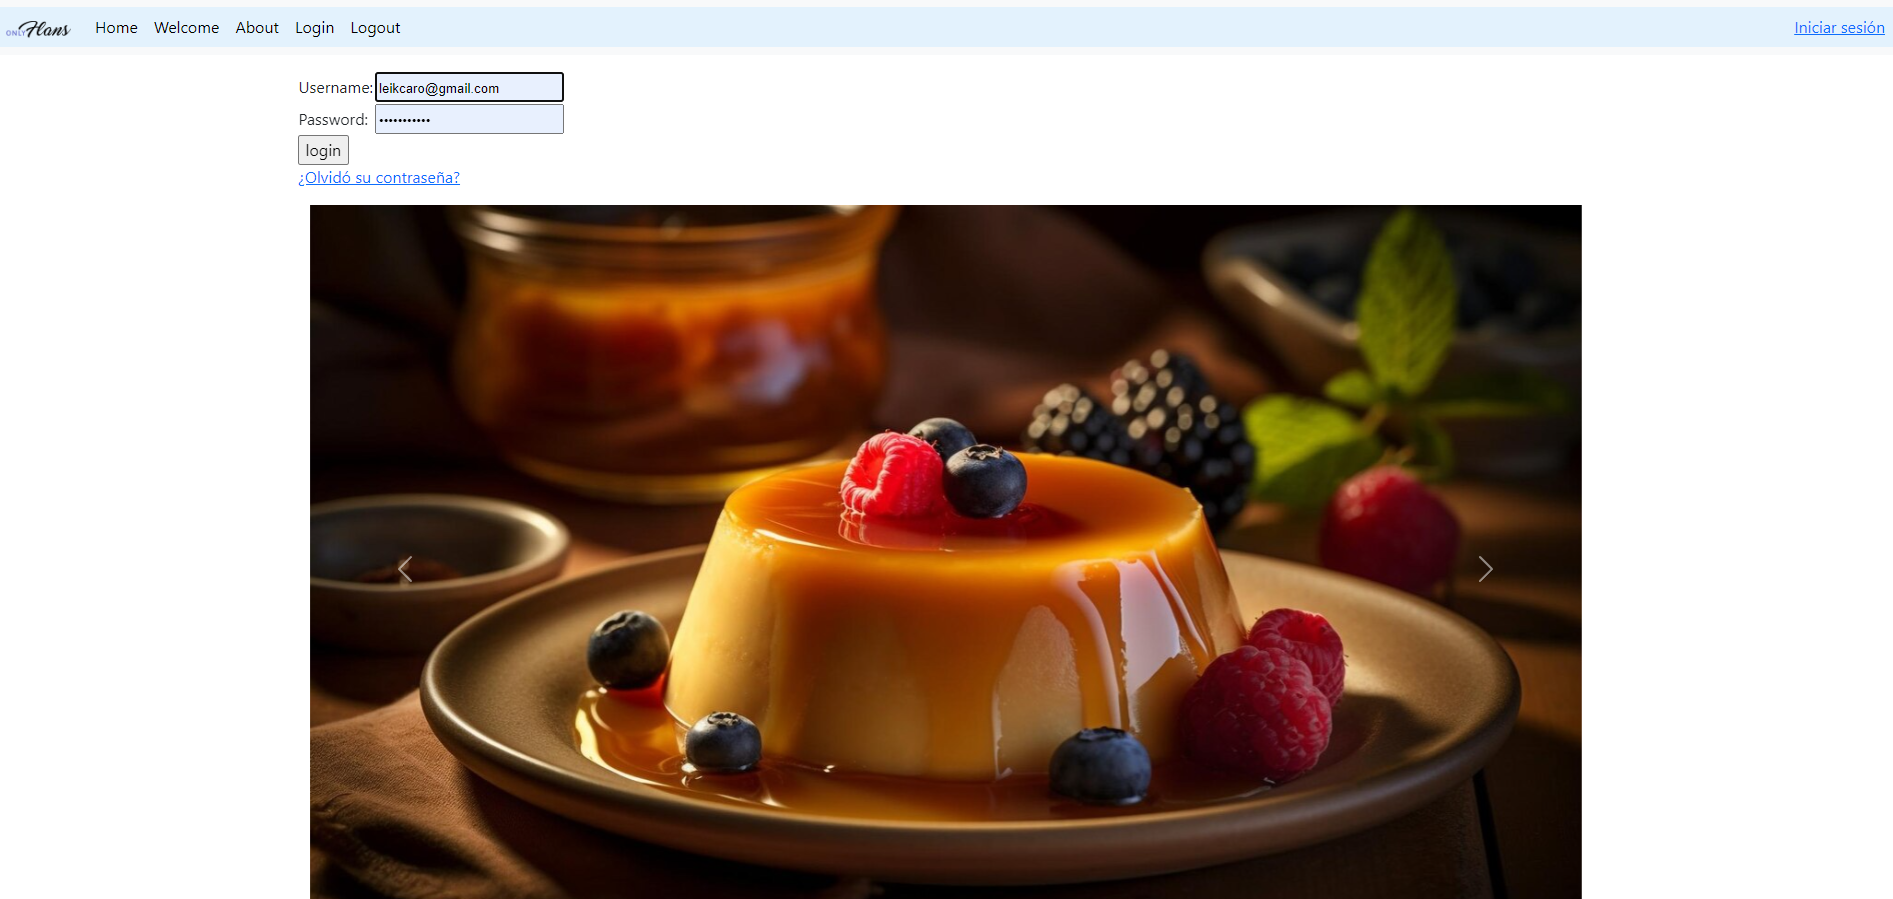 ONLY Flans Home Welcome About Login Logout Iniciar sesión
Username: leikcaro@gmail.com
Password: •••••••••••
login
¿Olvidó su contraseña?